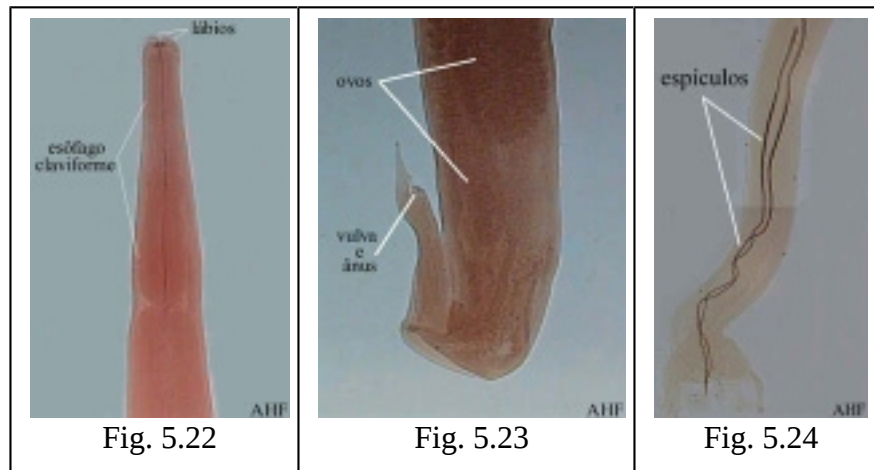 lábios
esôfago
claviforme
AHF
Fig. 5.22
ovos
vulva
e
ânus
AHF
Fig. 5.23
espículos
AHF
Fig. 5.24